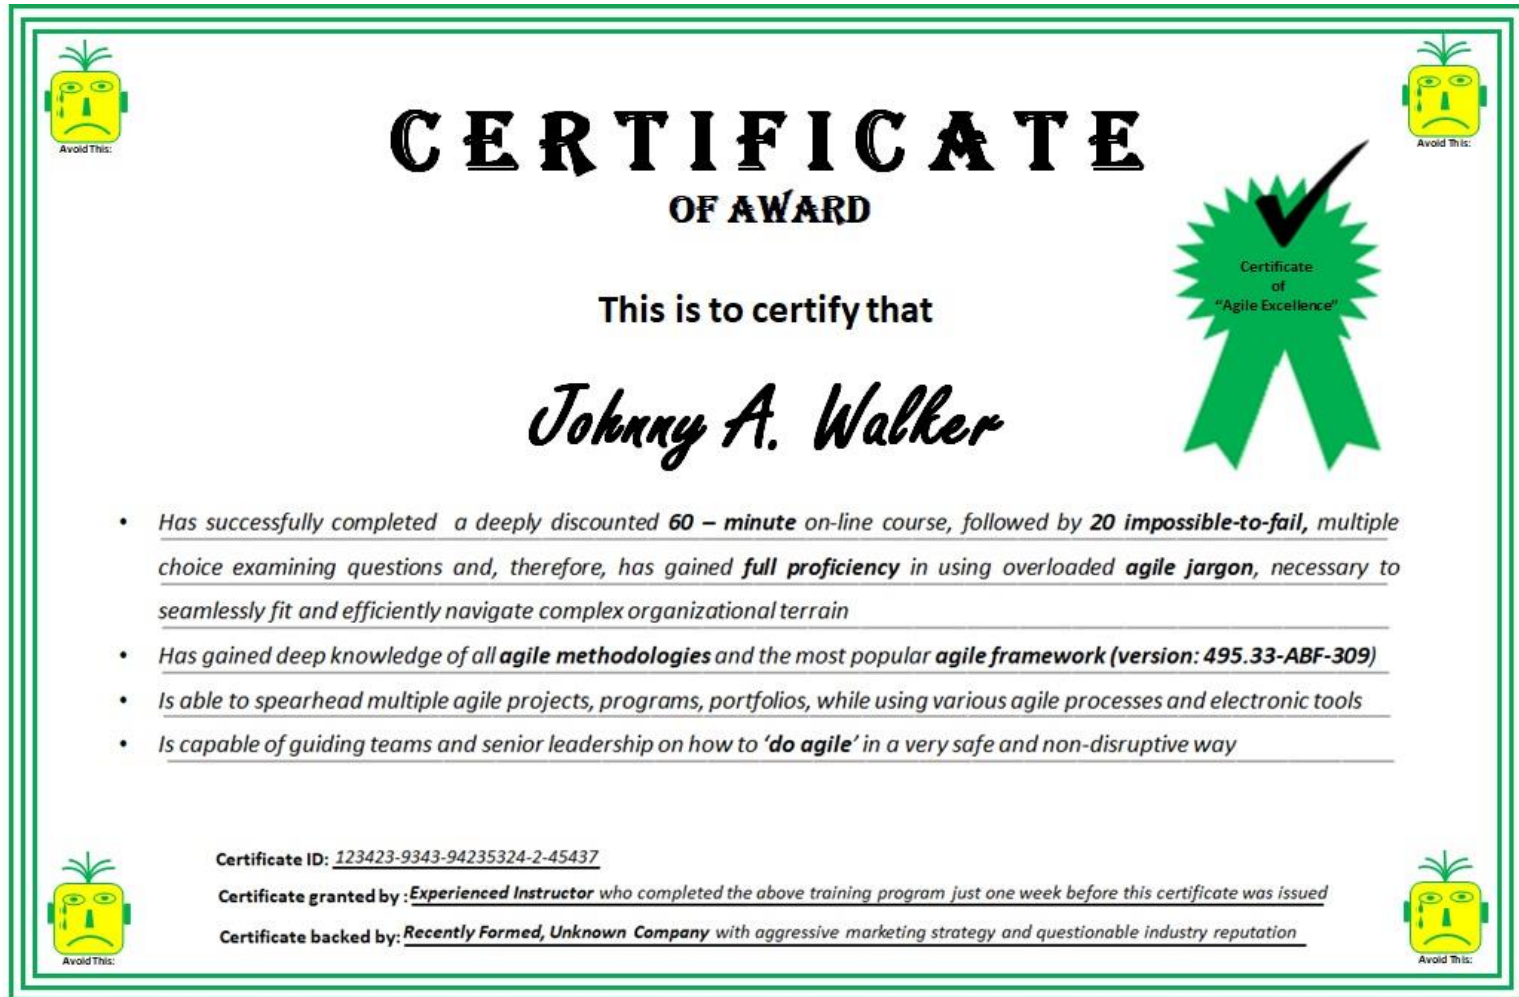 Avoid This:
Avoid This:
CERTIFICATE
OF AWARD
Certificate
of
“Agile Excellence”
This is to certify that
Johnny A. Walker
• Has successfully completed a deeply discounted 60 – minute on-line course, followed by 20 impossible-to-fail, multiple
choice examining questions and, therefore, has gained full proficiency in using overloaded agile jargon, necessary to
seamlessly fit and efficiently navigate complex organizational terrain
• Has gained deep knowledge of all agile methodologies and the most popular agile framework (version: 495.33-ABF-309)
• Is able to spearhead multiple agile projects, programs, portfolios, while using various agile processes and electronic tools
• Is capable of guiding teams and senior leadership on how to ‘do agile’ in a very safe and non-disruptive way
Certificate ID: 123423-9343-94235324-2-45437
Certificate granted by : Experienced Instructor who completed the above training program just one week before this certificate was issued
Certificate backed by: Recently Formed, Unknown Company with aggressive marketing strategy and questionable industry reputation
Avoid This:
Avoid This: